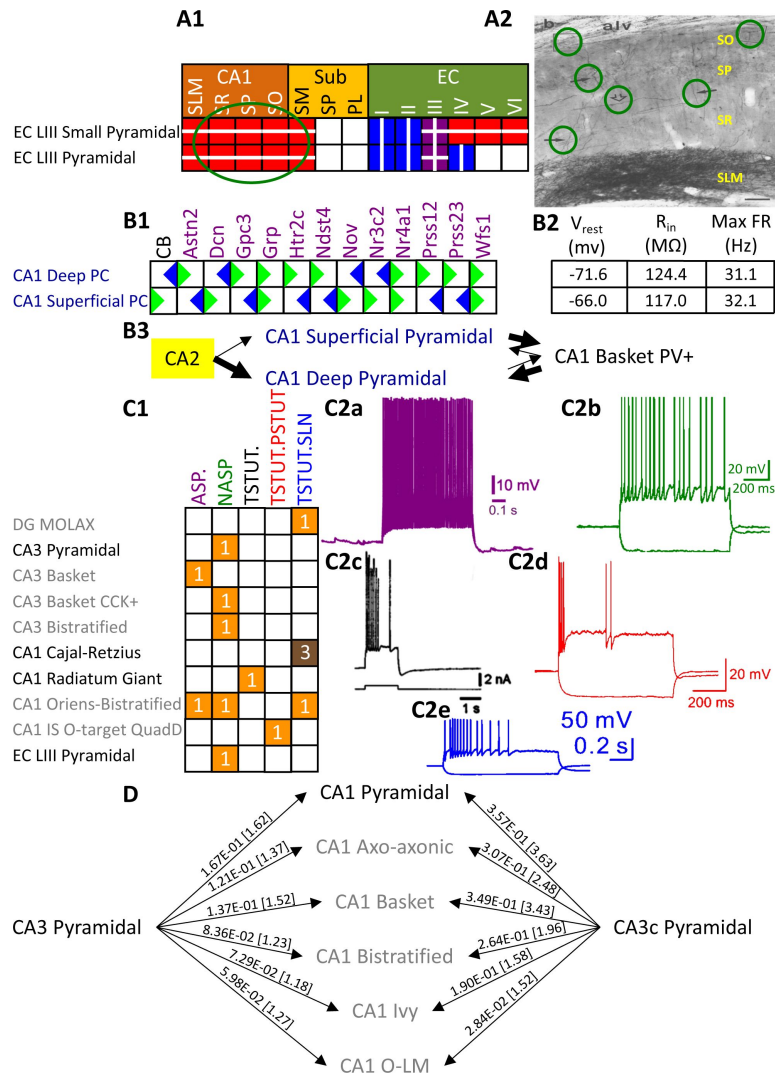 A1
A2
CA1 Sub EC
SLM SR SP SO SM SP PL I II III IV V VI
EC LIII Small Pyramidal
EC LIII Pyramidal
b alv
SO
SP
SR
SLM
B1
CB Astn2 Dcn Gpc3 Grp Htr2c Ndst4 Nov Nr3c2 Nr4a1 Prss12 Prss23 Wfs1
CA1 Deep PC
CA1 Superficial PC
B2
Vrest Rin Max FR
(mv) (MΩ) (Hz)
-71.6 124.4 31.1
-66.0 117.0 32.1
B3
CA2
CA1 Superficial Pyramidal
CA1 Deep Pyramidal
CA1 Basket PV+
C1
ASP. NASP TSTUT. TSTUT.PSTUT TSTUT.SLN
DG MOLAX 1
CA3 Pyramidal 1
CA3 Basket 1
CA3 Basket CCK+ 1
CA3 Bistratified 1
CA1 Cajal-Retzius 3
CA1 Radiatum Giant 1
CA1 Oriens-Bistratified 1 1 1
CA1 IS O-target QuadD 1
EC LIII Pyramidal 1
C2a
10 mV
0.1 s
C2b
20 mV
200 ms
C2c
2 nA
1 s
C2d
20 mV
200 ms
C2e
50 mV
0.2 s
D
CA3 Pyramidal
CA3c Pyramidal
CA1 Pyramidal
CA1 Axo-axonic
CA1 Basket
CA1 Bistratified
CA1 Ivy
CA1 O-LM
1.67E-01 [1.62]
1.21E-01 [1.37]
1.37E-01 [1.52]
8.36E-02 [1.23]
7.29E-02 [1.18]
5.98E-02 [1.27]
3.57E-01 [3.63]
3.07E-01 [2.48]
3.49E-01 [3.43]
2.64E-01 [1.96]
1.90E-01 [1.58]
2.84E-02 [1.52]